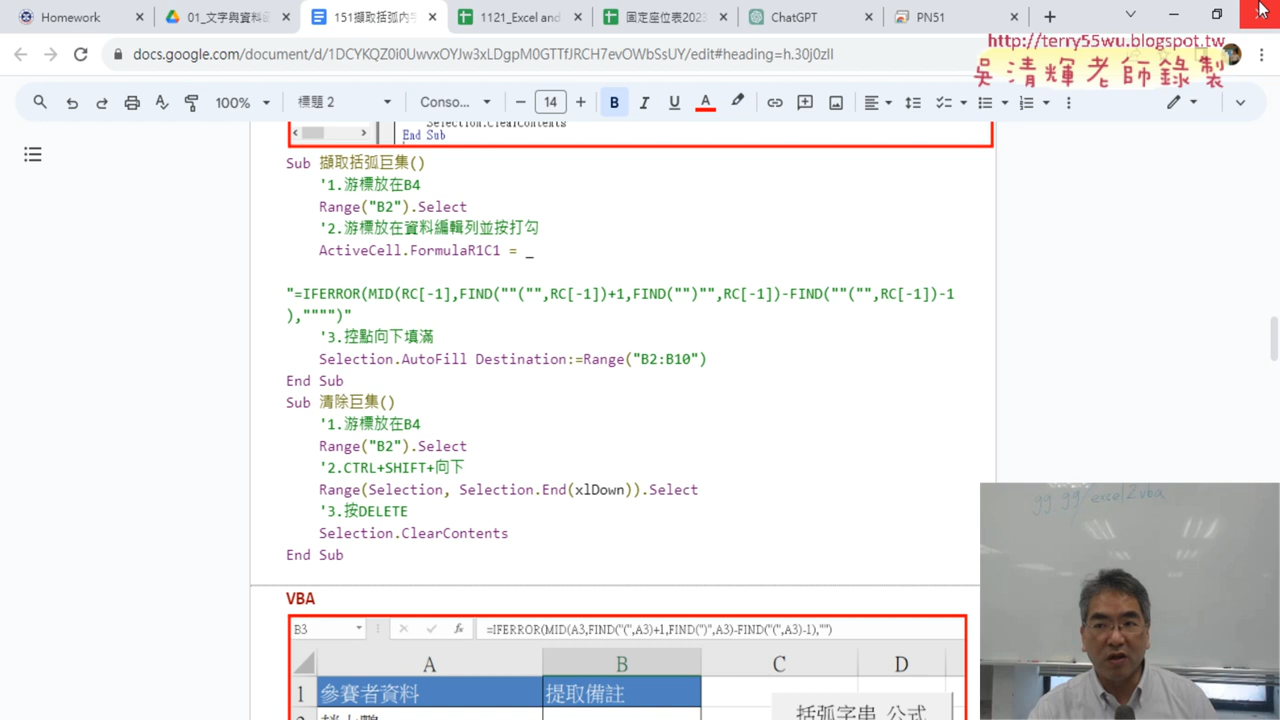 Homework
01_文字與資料函
151擷取括弧內字
1121_Excel and
固定座位表2023
ChatGPT
PN51
docs.google.com/document/d/1DCYKQZ0i0UwvxOYJw3xLDgpM0GTTfJRCH7evOWbSsUY/edit#heading=h.30j0zll
http://terry55wu.blogspot.tw
吳清輝老師錄製
100%
標題 2
Conso...
14
B I U A
Selection.ClearContents
End Sub
Sub 擷取括弧巨集()
'1.游標放在B4
Range("B2").Select
'2.游標放在資料編輯列並按打勾
ActiveCell.FormulaR1C1 = _
"=IFERROR(MID(RC[-1],FIND(""("",RC[-1])+1,FIND("")"",RC[-1])-FIND(""("",RC[-1])-1
),"""")"
'3.控點向下填滿
Selection.AutoFill Destination:=Range("B2:B10")
End Sub
Sub 清除巨集()
'1.游標放在B4
Range("B2").Select
'2.CTRL+SHIFT+向下
Range(Selection, Selection.End(xlDown)).Select
'3.按DELETE
Selection.ClearContents
End Sub
gg.gg/excel2vba
VBA
B3
fx
=IFERROR(MID(A3,FIND("(",A3)+1,FIND(")",A3)-FIND("(",A3)-1),"")
A B C D
1 參賽者資料 提取備註
括弧字串 公式